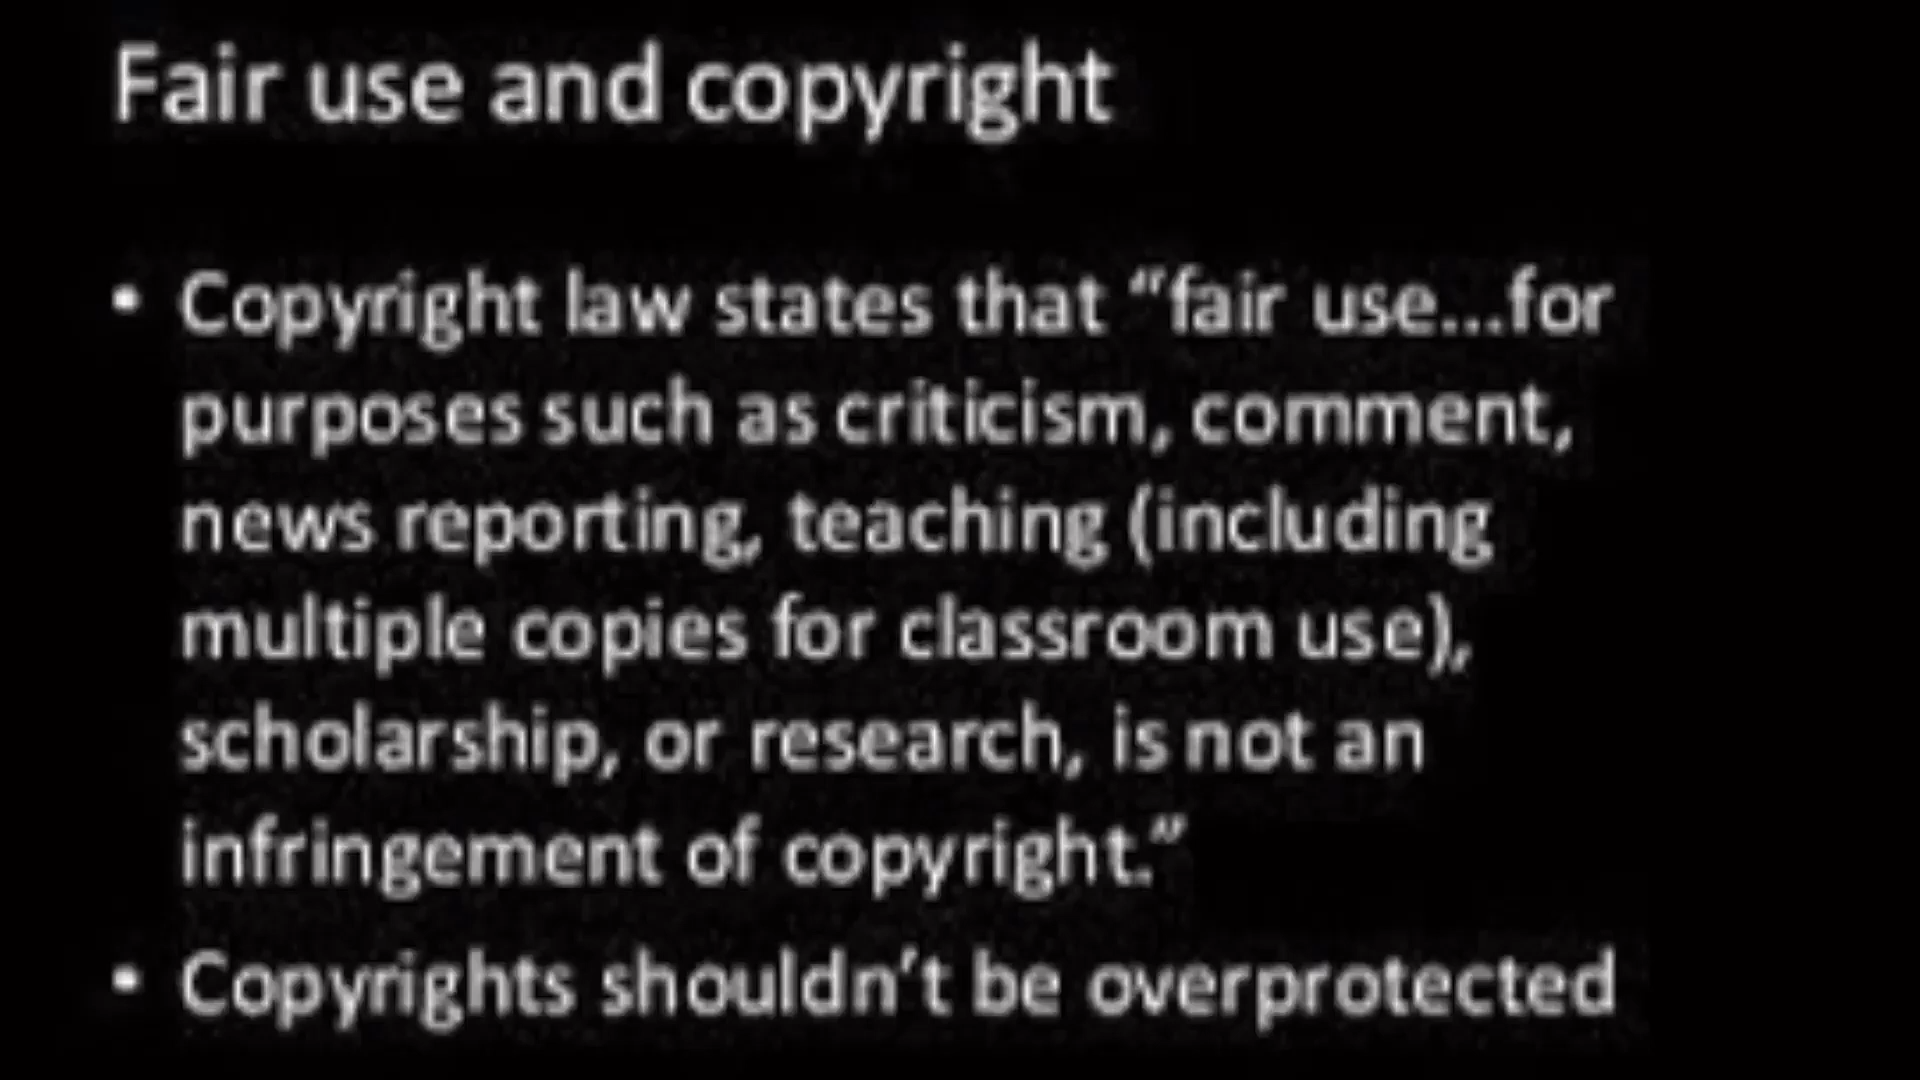 Fair use and copyright
• Copyright law states that “fair use...for
purposes such as criticism, comment,
news reporting, teaching (including
multiple copies for classroom use),
scholarship, or research, is not an
infringement of copyright.”
• Copyrights shouldn’t be overprotected